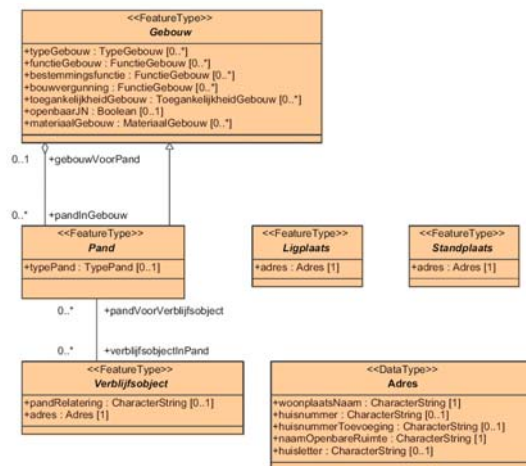 <<FeatureType>>
Gebouw
+typeGebouw : TypeGebouw [0..*]
+functieGebouw : FunctieGebouw [0..*]
+bestemmingsfunctie : FunctieGebouw [0..*]
+bouwvergunning : FunctieGebouw [0..*]
+toegankelijkheidGebouw : ToegankelijkheidGebouw [0..*]
+openbaarJN : Boolean [0..1]
+materiaalGebouw : MateriaalGebouw [0..*]
0..1
+gebouwVoorPand
0..*
+pandInGebouw
<<FeatureType>>
Pand
+typePand : TypePand [0..1]
<<FeatureType>>
Ligplaats
+adres : Adres [1]
<<FeatureType>>
Standplaats
+adres : Adres [1]
0..*
+pandVoorVerblijfsobject
0..*
+verblijfsobjectInPand
<<FeatureType>>
Verblijfsobject
+pandRelatering : CharacterString [0..1]
+adres : Adres [1]
<<DataType>>
Adres
+woonplaatsNaam : CharacterString [1]
+huisnummer : CharacterString [0..1]
+huisnummerToevoeging : CharacterString [0..1]
+naamOpenbareRuimte : CharacterString [1]
+huisletter : CharacterString [0..1]